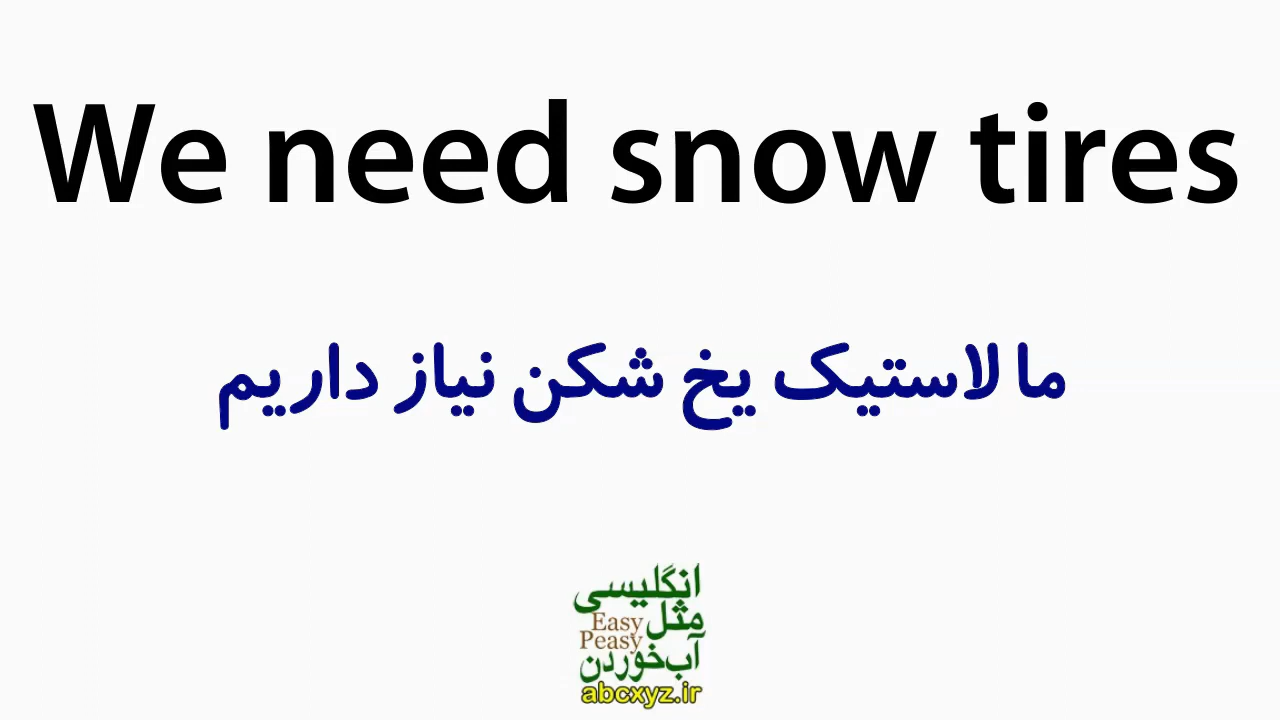 We need snow tires
ما لاستیک یخ شکن نیاز داریم
انگلیسی
مثل Easy
Peasy
آب خوردن
abcxyz.ir